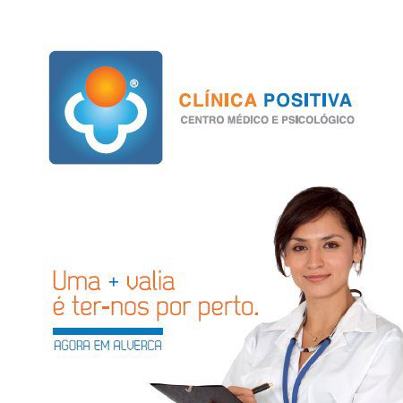 ®
CLÍNICA POSITIVA
CENTRO MÉDICO E PSICOLÓGICO
Uma + valia
é ter-nos por perto.
AGORA EM ALVERCA